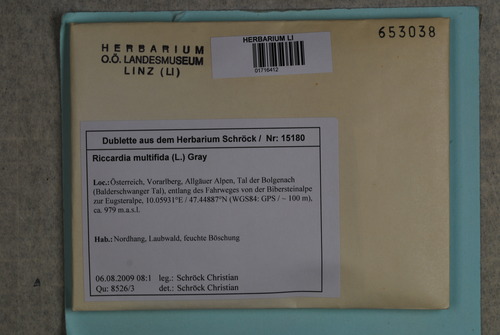 653038
HERBARIUM
O.Ö. LANDESMUSEUM
LINZ (LI)
HERBARIUM LI
01716412
Dublette aus dem Herbarium Schröck / Nr: 15180
Riccardia multifida (L.) Gray
Loc.:Österreich, Vorarlberg, Allgäuer Alpen, Tal der Bolgenach
(Balderschwanger Tal), entlang des Fahrweges von der Bibersteinalpe
zur Eugsteralpe, 10.05931°E / 47.44887°N (WGS84: GPS / ~ 100 m),
ca. 979 m.a.s.l.
Hab.:Nordhang, Laubwald, feuchte Böschung
06.08.2009 08:1 leg.: Schröck Christian
Qu: 8526/3 det.: Schröck Christian